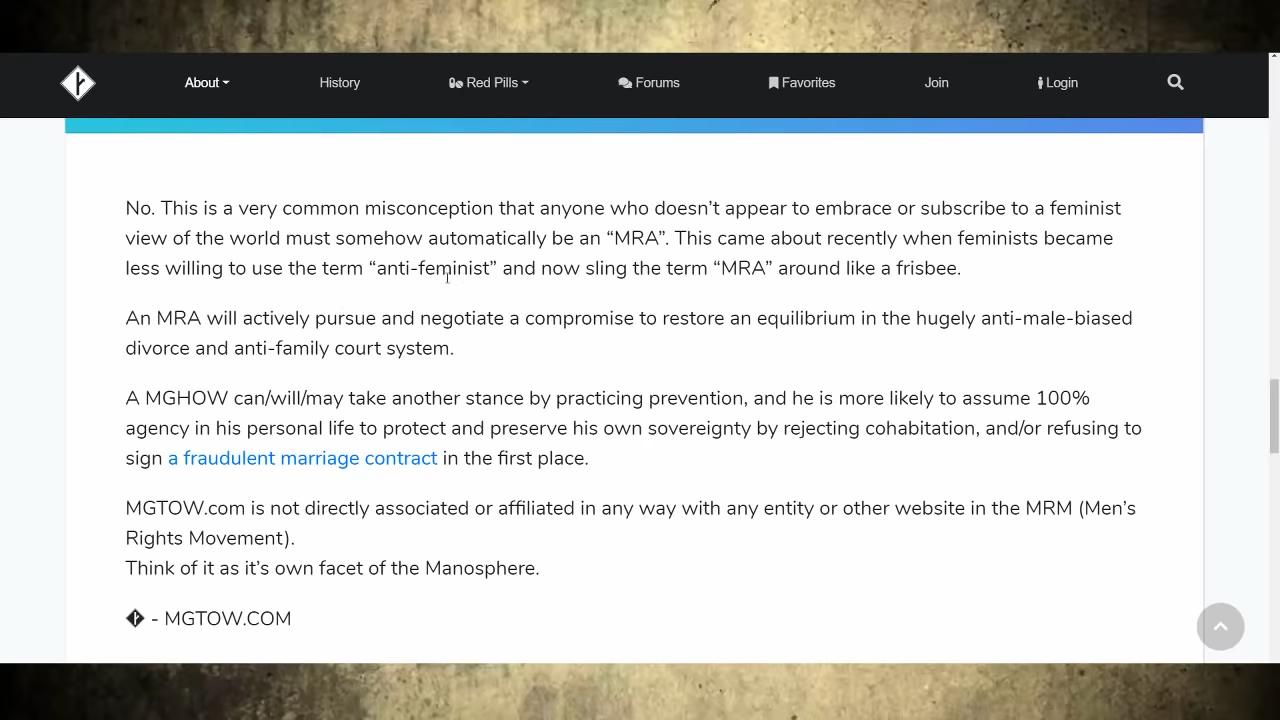 About History Red Pills Forums Favorites Join Login
No. This is a very common misconception that anyone who doesn’t appear to embrace or subscribe to a feminist
view of the world must somehow automatically be an “MRA”. This came about recently when feminists became
less willing to use the term “anti-feminist” and now sling the term “MRA” around like a frisbee.
An MRA will actively pursue and negotiate a compromise to restore an equilibrium in the hugely anti-male-biased
divorce and anti-family court system.
A MGHOW can/will/may take another stance by practicing prevention, and he is more likely to assume 100%
agency in his personal life to protect and preserve his own sovereignty by rejecting cohabitation, and/or refusing to
sign a fraudulent marriage contract in the first place.
MGTOW.com is not directly associated or affiliated in any way with any entity or other website in the MRM (Men’s
Rights Movement).
Think of it as it’s own facet of the Manosphere.
- MGTOW.COM